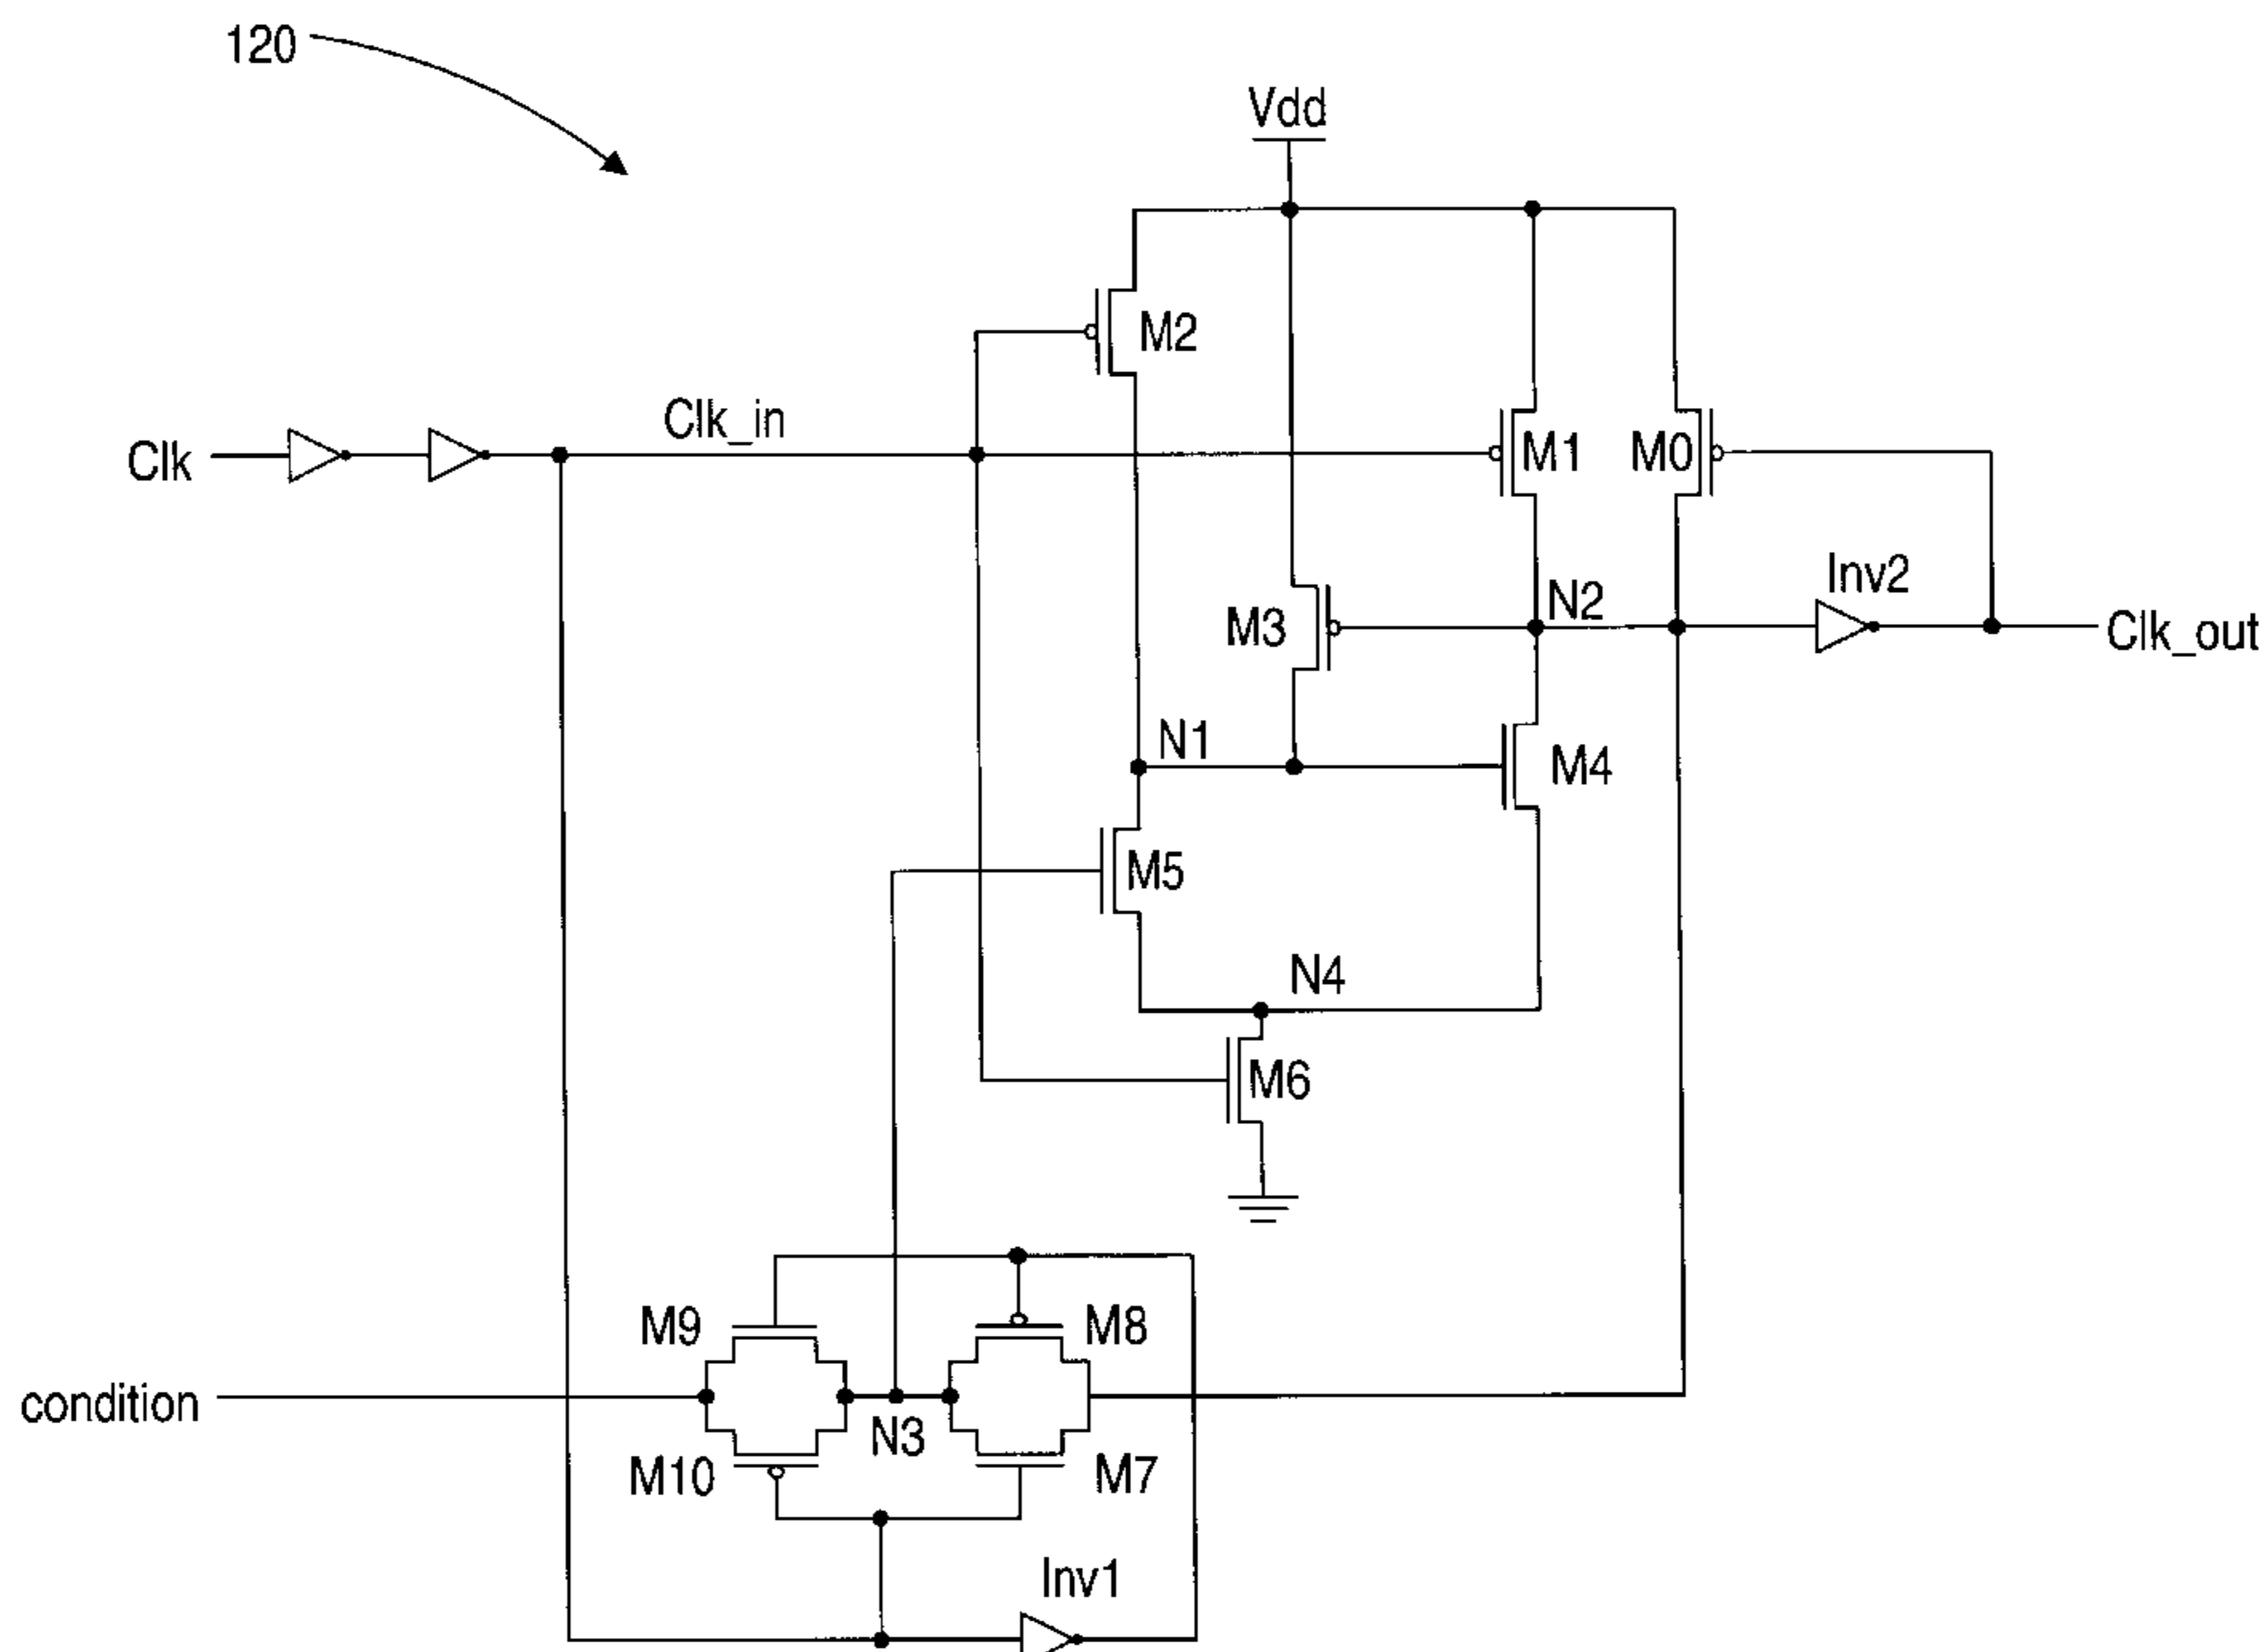 120
Vdd
M2
Clk
Clk_in
M1
M0
Inv2
N2
M3
Clk_out
N1
M4
M5
N4
M6
M9
M8
condition
N3
M10
M7
Inv1